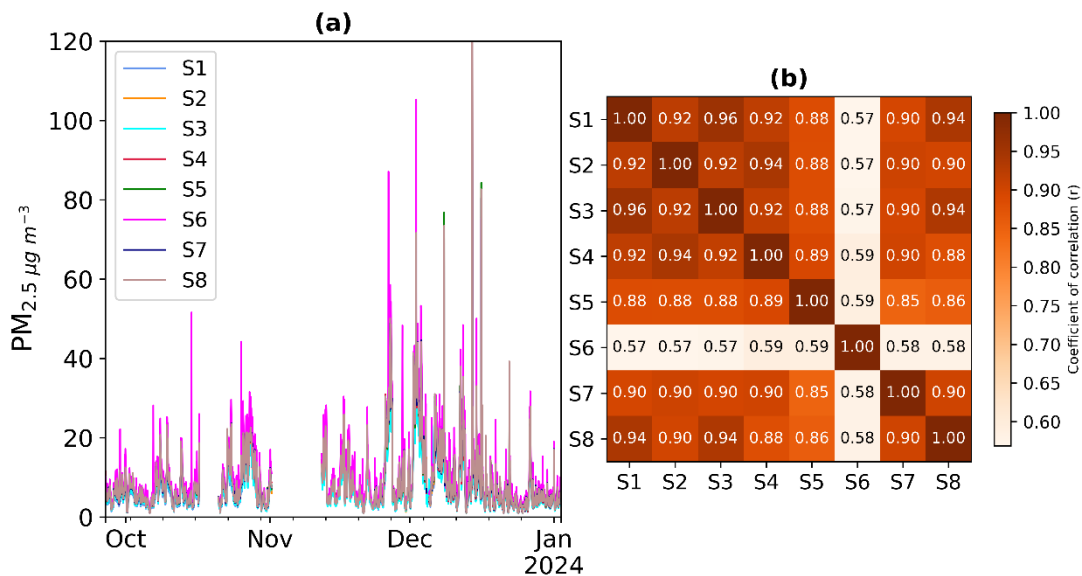 (a)
120
100
80
60
40
20
0
PM2.5 μg m−3
S1
S2
S3
S4
S5
S6
S7
S8
Oct
Nov
Dec
Jan
2024
(b)
S1 1.00 0.92 0.96 0.92 0.88 0.57 0.90 0.94
S2 0.92 1.00 0.92 0.94 0.88 0.57 0.90 0.90
S3 0.96 0.92 1.00 0.92 0.88 0.57 0.90 0.94
S4 0.92 0.94 0.92 1.00 0.89 0.59 0.90 0.88
S5 0.88 0.88 0.88 0.89 1.00 0.59 0.85 0.86
S6 0.57 0.57 0.57 0.59 0.59 1.00 0.58 0.58
S7 0.90 0.90 0.90 0.90 0.85 0.58 1.00 0.90
S8 0.94 0.90 0.94 0.88 0.86 0.58 0.90 1.00
S1 S2 S3 S4 S5 S6 S7 S8
1.00
0.95
0.90
0.85
0.80
0.75
0.70
0.65
0.60
Coefficient of correlation (r)